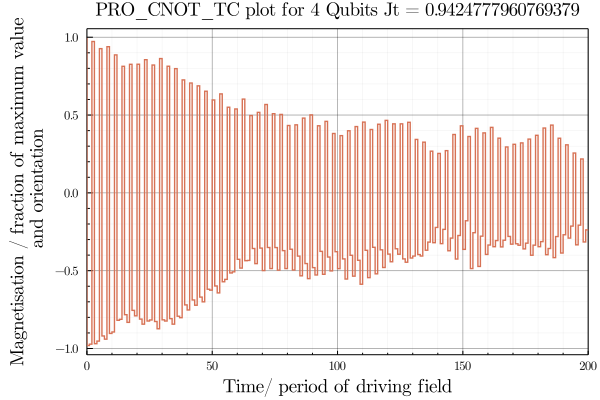 PRO_CNOT_TC plot for 4 Qubits Jt = 0.9424777960769379
Magnetisation / fraction of maximum value
and orientation
1.0
0.5
0.0
−0.5
−1.0
0 50 100 150 200
Time/ period of driving field